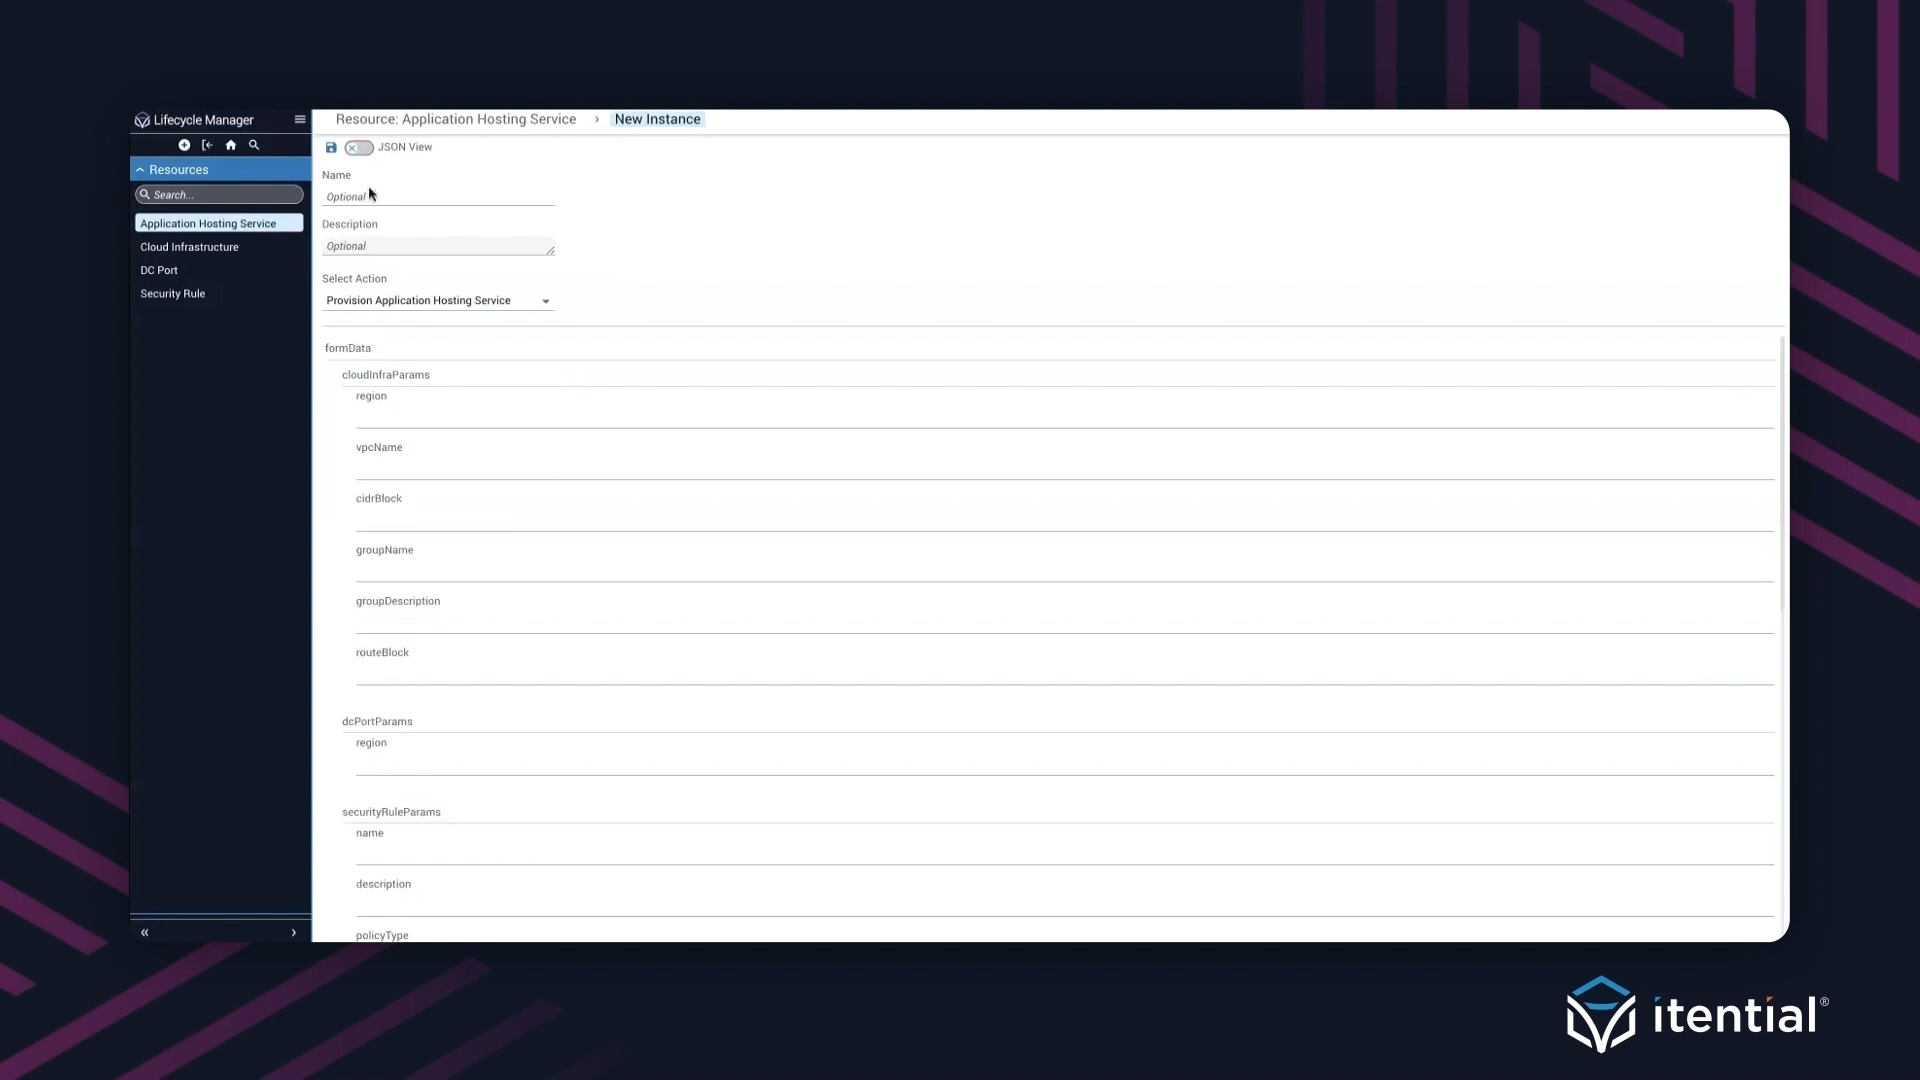 Lifecycle Manager
Resources
Search...
Application Hosting Service
Cloud Infrastructure
DC Port
Security Rule
Resource: Application Hosting Service › New Instance
JSON View
Name
Optional
Description
Optional
Select Action
Provision Application Hosting Service
formData
cloudInfraParams
region
vpcName
cidrBlock
groupName
groupDescription
routeBlock
dcPortParams
region
securityRuleParams
name
description
policyType
itential®